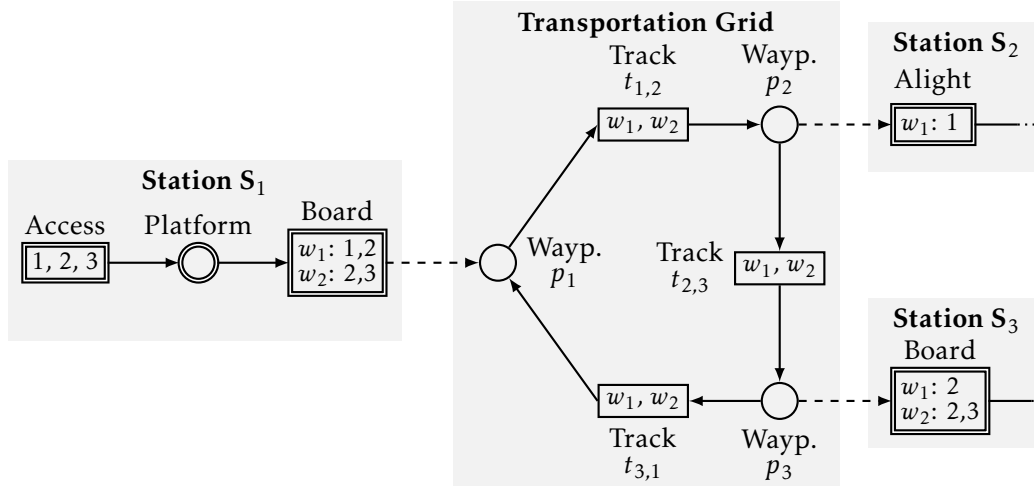 Transportation Grid
Station S₂
Alight
w₁: 1
Track
t₁,₂
w₁, w₂
Wayp.
p₂
Station S₁
Access
1, 2, 3
Platform
Board
w₁: 1,2
w₂: 2,3
Wayp.
p₁
Track
t₂,₃
w₁, w₂
Station S₃
Board
w₁: 2
w₂: 2,3
w₁, w₂
Track
t₃,₁
Wayp.
p₃